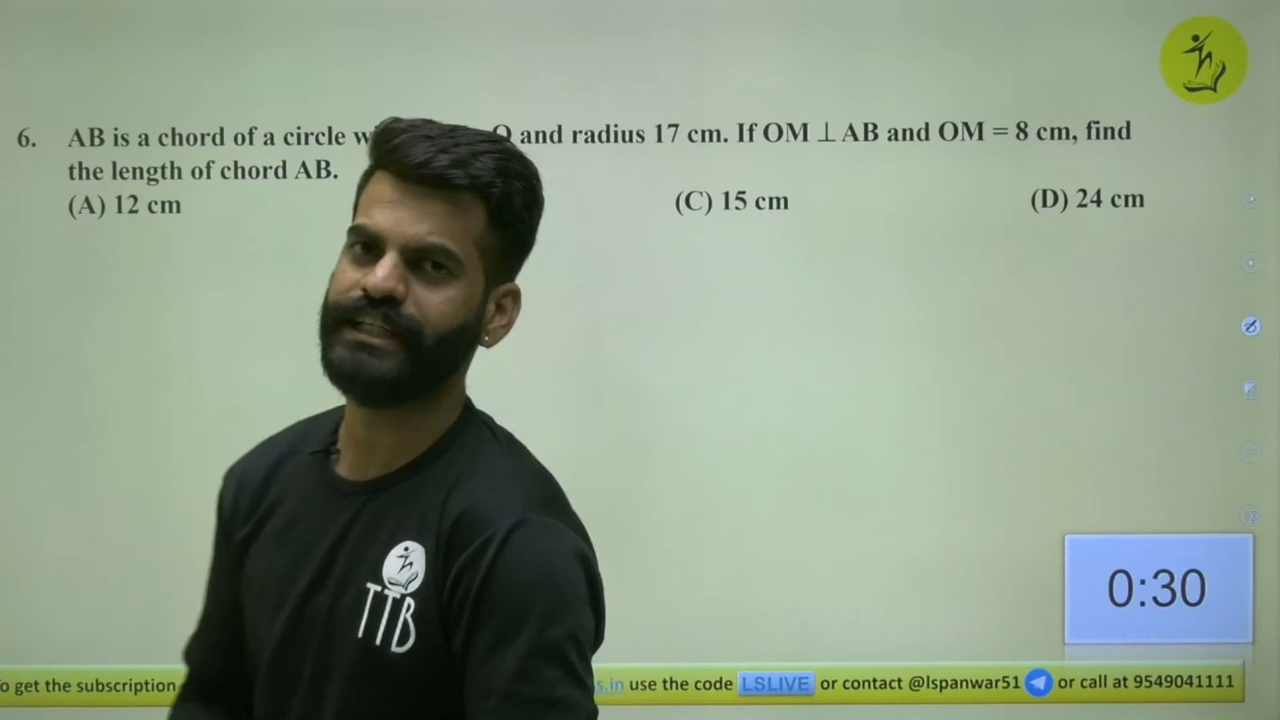 6. AB is a chord of a circle O and radius 17 cm. If OM ⊥ AB and OM = 8 cm, find
the length of chord AB.
(A) 12 cm (C) 15 cm (D) 24 cm
TTB
0:30
o get the subscription s.in use the code LSLIVE or contact @lspanwar51 or call at 9549041111